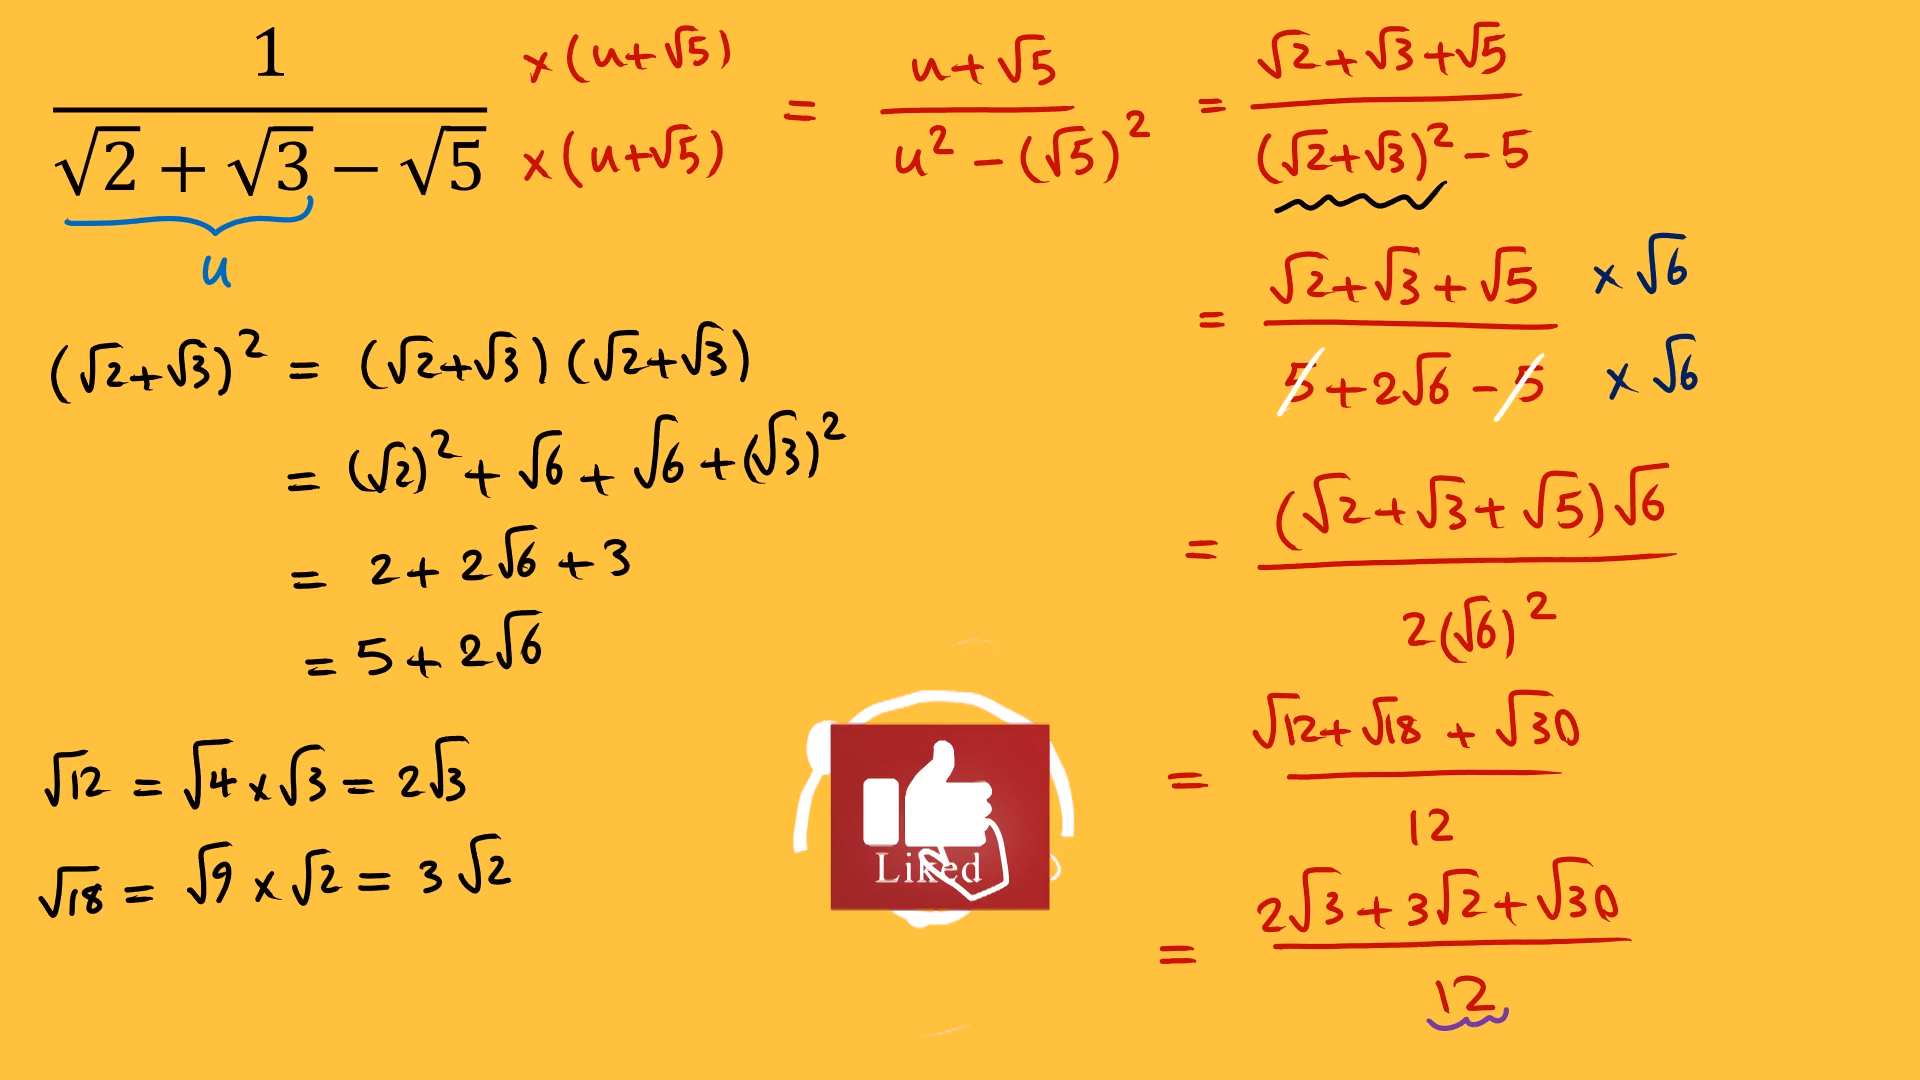 1/(√2 + √3 − √5) ×(u+√5)/×(u+√5) = (u+√5)/(u² − (√5)²) = (√2+√3+√5)/((√2+√3)² − 5)
u
= (√2+√3+√5)/(5+2√6−5) ×√6/×√6
(√2+√3)² = (√2+√3)(√2+√3)
= (√2)² + √6 + √6 + (√3)²
= 2 + 2√6 + 3
= 5 + 2√6
= ((√2+√3+√5)√6)/(2(√6)²)
√12 = √4 × √3 = 2√3
√18 = √9 × √2 = 3√2
Liked
= (√12+√18+√30)/12
= (2√3+3√2+√30)/12